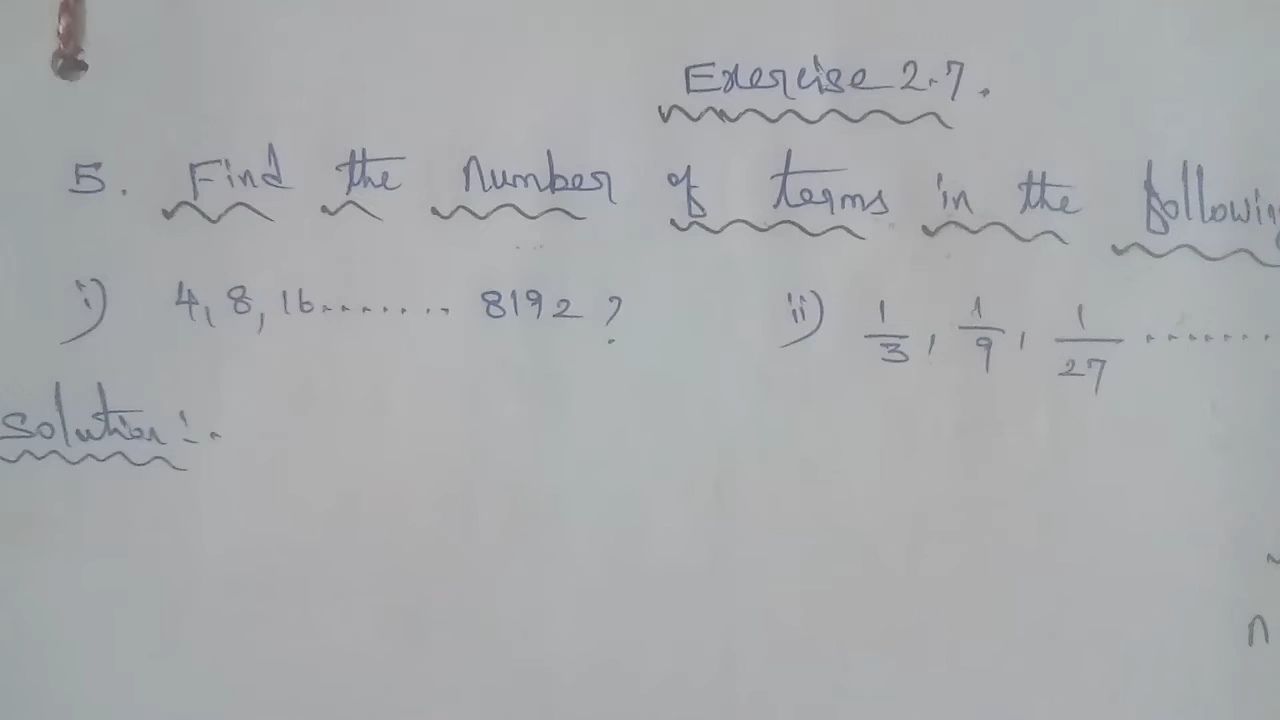 Exercise 2.7.
5. Find the number of terms in the following
i) 4, 8, 16........ 8192 ? ii) 1/3, 1/9, 1/27 .......
Solution :-
n